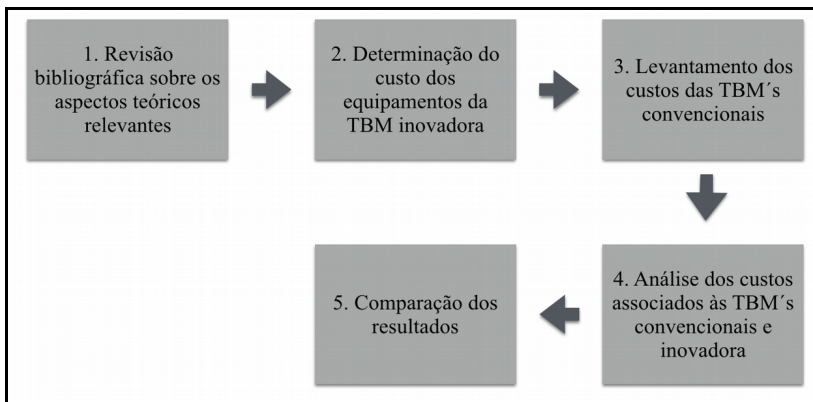 1. Revisão
bibliográfica sobre os
aspectos teóricos
relevantes
2. Determinação do
custo dos
equipamentos da
TBM inovadora
3. Levantamento dos
custos das TBM´s
convencionais
4. Análise dos custos
associados às TBM´s
convencionais e
inovadora
5. Comparação dos
resultados